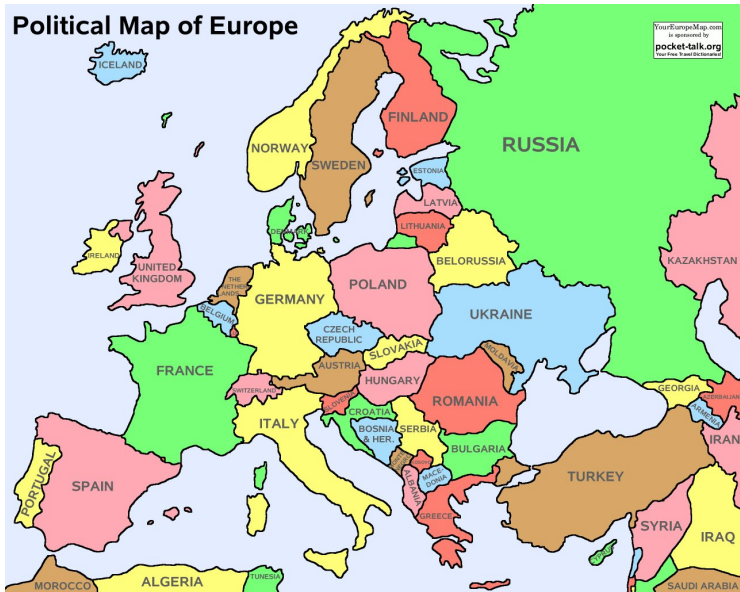 Political Map of Europe
YourEuropeMap.com
is sponsored by
pocket-talk.org
Your Free Travel Dictionaries!
ICELAND
NORWAY
SWEDEN
FINLAND
RUSSIA
ESTONIA
LATVIA
LITHUANIA
DENMARK
IRELAND
UNITED
KINGDOM
THE
NETHER
LANDS
BELGIUM
GERMANY
POLAND
BELORUSSIA
UKRAINE
KAZAKHSTAN
CZECH
REPUBLIC
SLOVAKIA
MOLDAVIA
FRANCE
SWITZERLAND
AUSTRIA
HUNGARY
ROMANIA
SLOVENIA
CROATIA
BOSNIA
& HER.
SERBIA
ITALY
BULGARIA
GEORGIA
AZERBAIJAN
ARMENIA
IRAN
PORTUGAL
SPAIN
ALBANIA
MACE-
DONIA
GREECE
TURKEY
SYRIA
IRAQ
CYPRUS
MOROCCO
ALGERIA
TUNESIA
SAUDI ARABIA